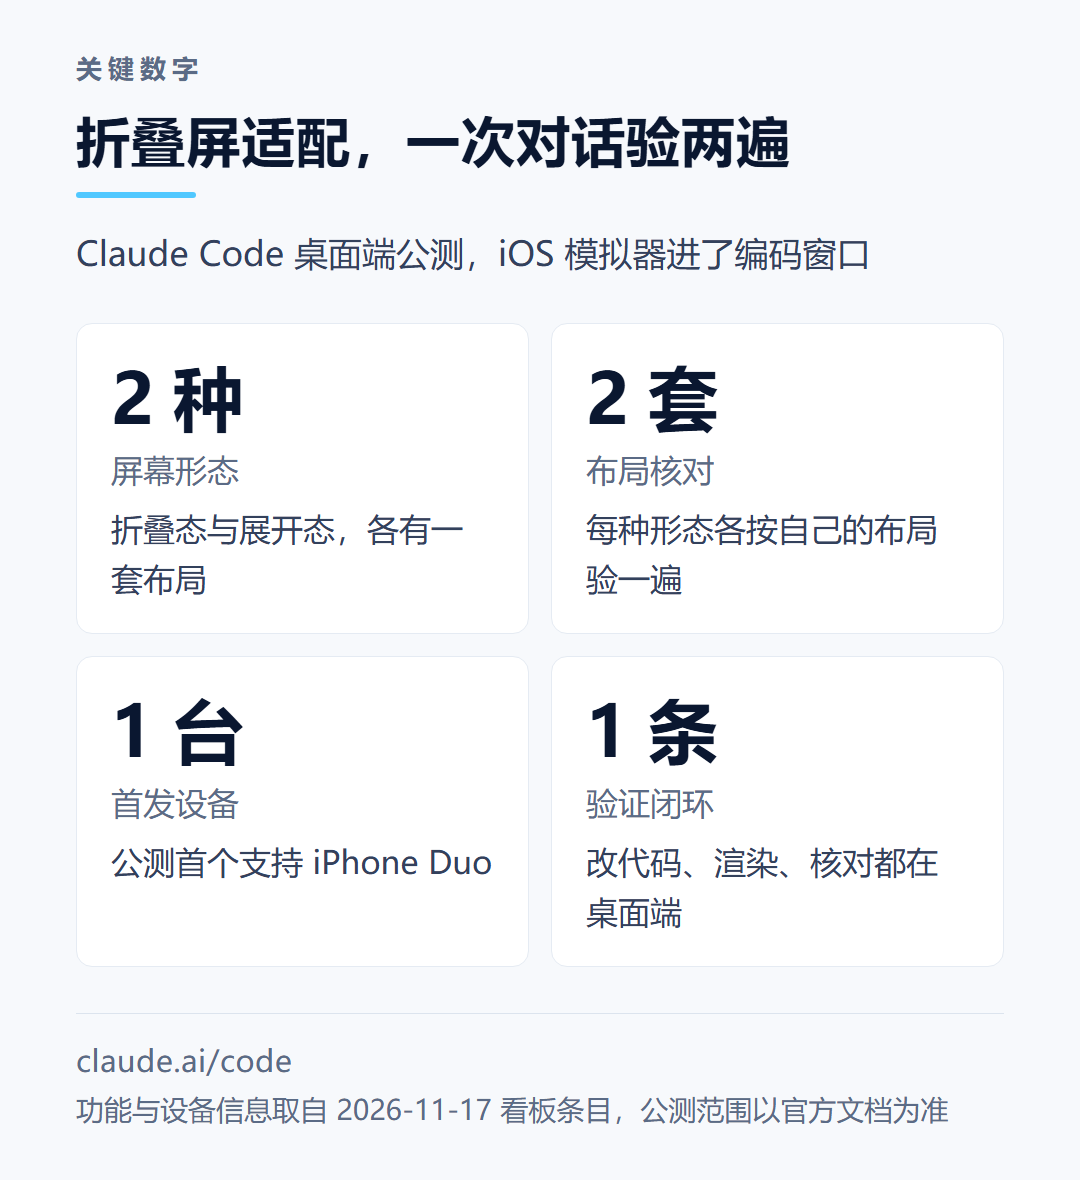 关键数字
折叠屏适配，一次对话验两遍
Claude Code 桌面端公测，iOS 模拟器进了编码窗口
2 种
屏幕形态
折叠态与展开态，各有一
套布局
2 套
布局核对
每种形态各按自己的布局
验一遍
1 台
首发设备
公测首个支持 iPhone Duo
1 条
验证闭环
改代码、渲染、核对都在
桌面端
claude.ai/code
功能与设备信息取自 2026-11-17 看板条目，公测范围以官方文档为准